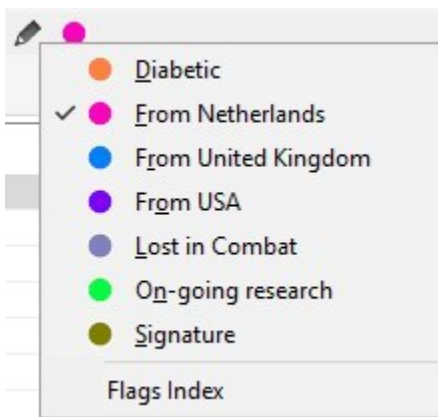 Diabetic
From Netherlands
From United Kingdom
From USA
Lost in Combat
On-going research
Signature
Flags Index